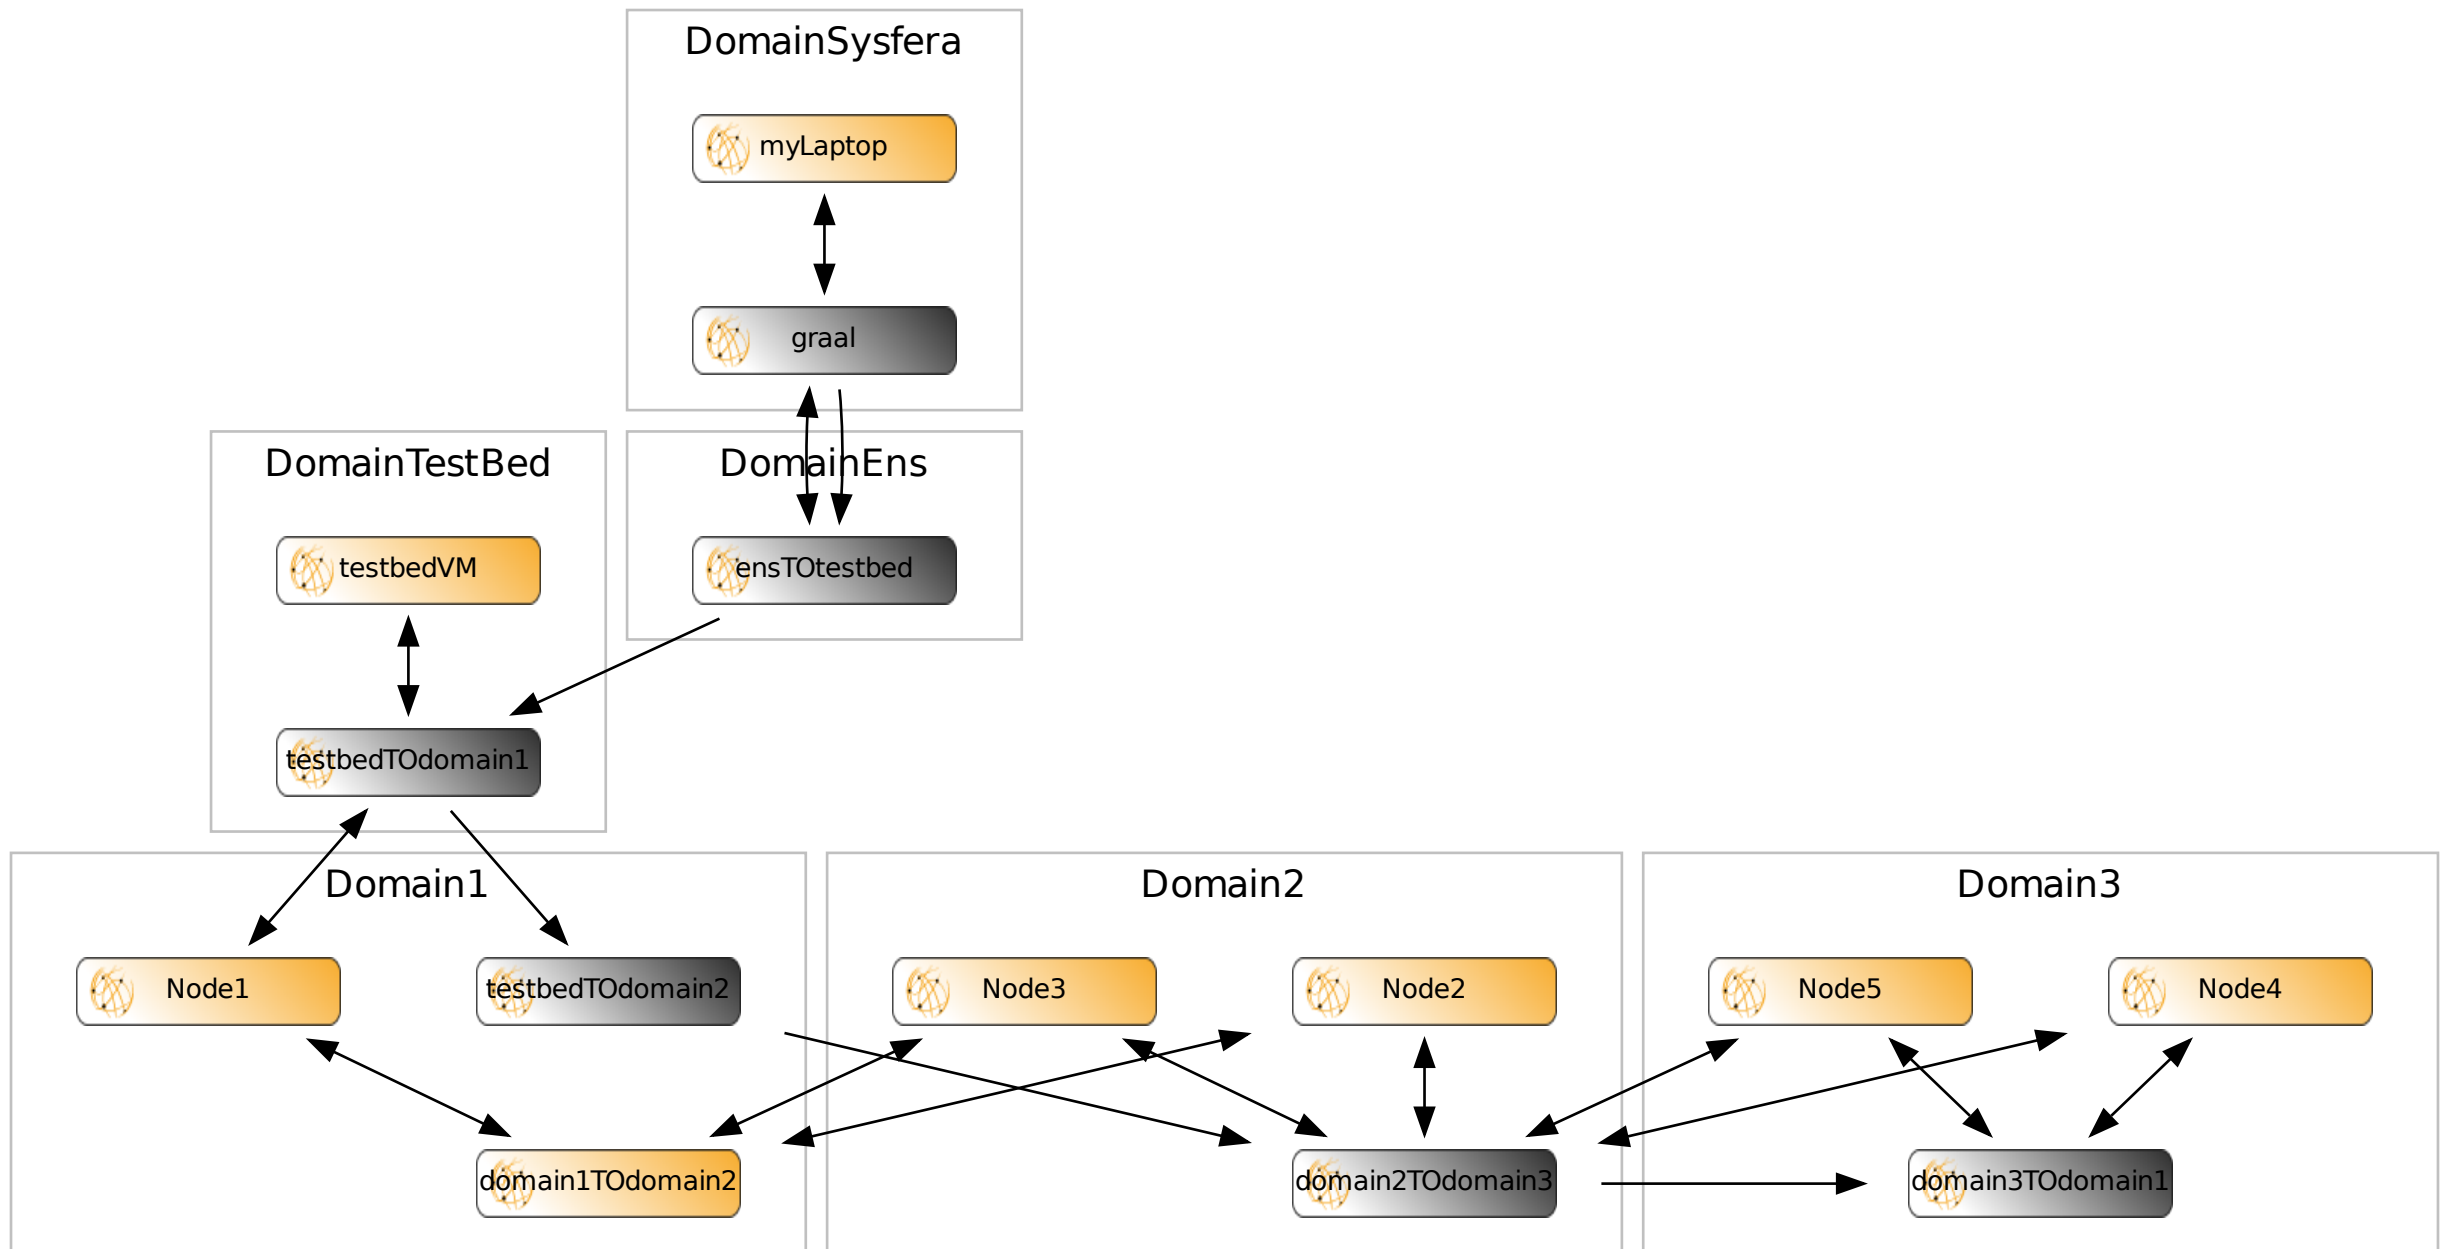 DomainSysfera
myLaptop
graal
DomainTestBed
DomainEns
testbedVM
ensTOtestbed
testbedTOdomain1
Domain1
Domain2
Domain3
Node1
testbedTOdomain2
Node3
Node2
Node5
Node4
domain1TOdomain2
domain2TOdomain3
domain3TOdomain1